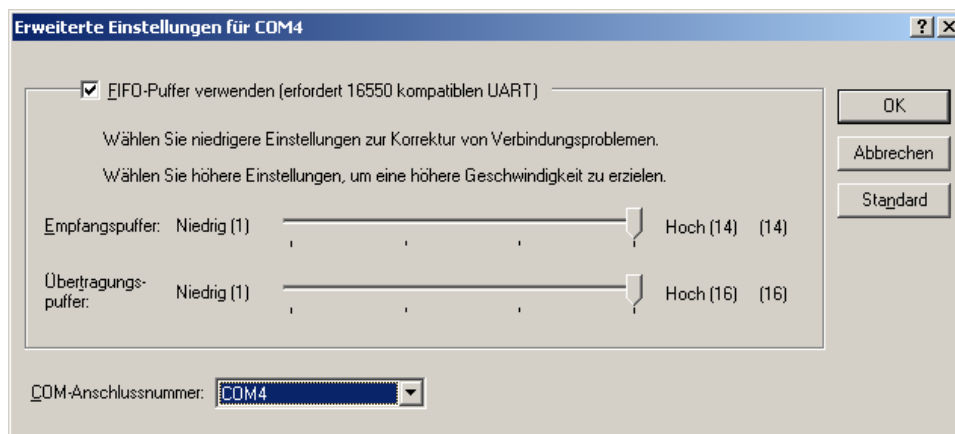 Erweiterte Einstellungen für COM4
FIFO-Puffer verwenden (erfordert 16550 kompatiblen UART)
OK
Wählen Sie niedrigere Einstellungen zur Korrektur von Verbindungsproblemen.
Abbrechen
Wählen Sie höhere Einstellungen, um eine höhere Geschwindigkeit zu erzielen.
Standard
Empfangspuffer: Niedrig (1) Hoch (14) (14)
Übertragungs-
puffer: Niedrig (1) Hoch (16) (16)
COM-Anschlussnummer: COM4